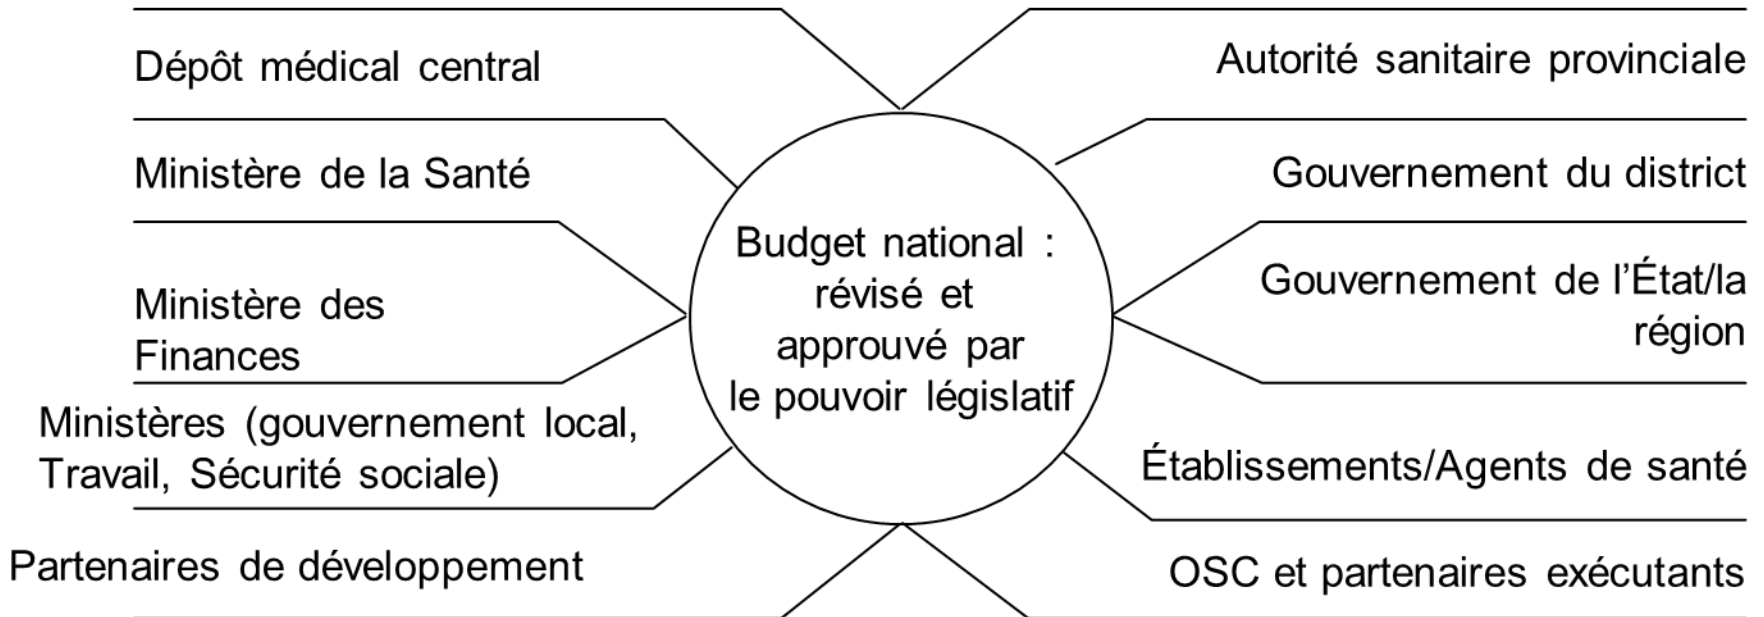 Dépôt médical central
Ministère de la Santé
Ministère des
Finances
Ministères (gouvernement local,
Travail, Sécurité sociale)
Partenaires de développement
Budget national :
révisé et
approuvé par
le pouvoir législatif
Autorité sanitaire provinciale
Gouvernement du district
Gouvernement de l’État/la
région
Établissements/Agents de santé
OSC et partenaires exécutants